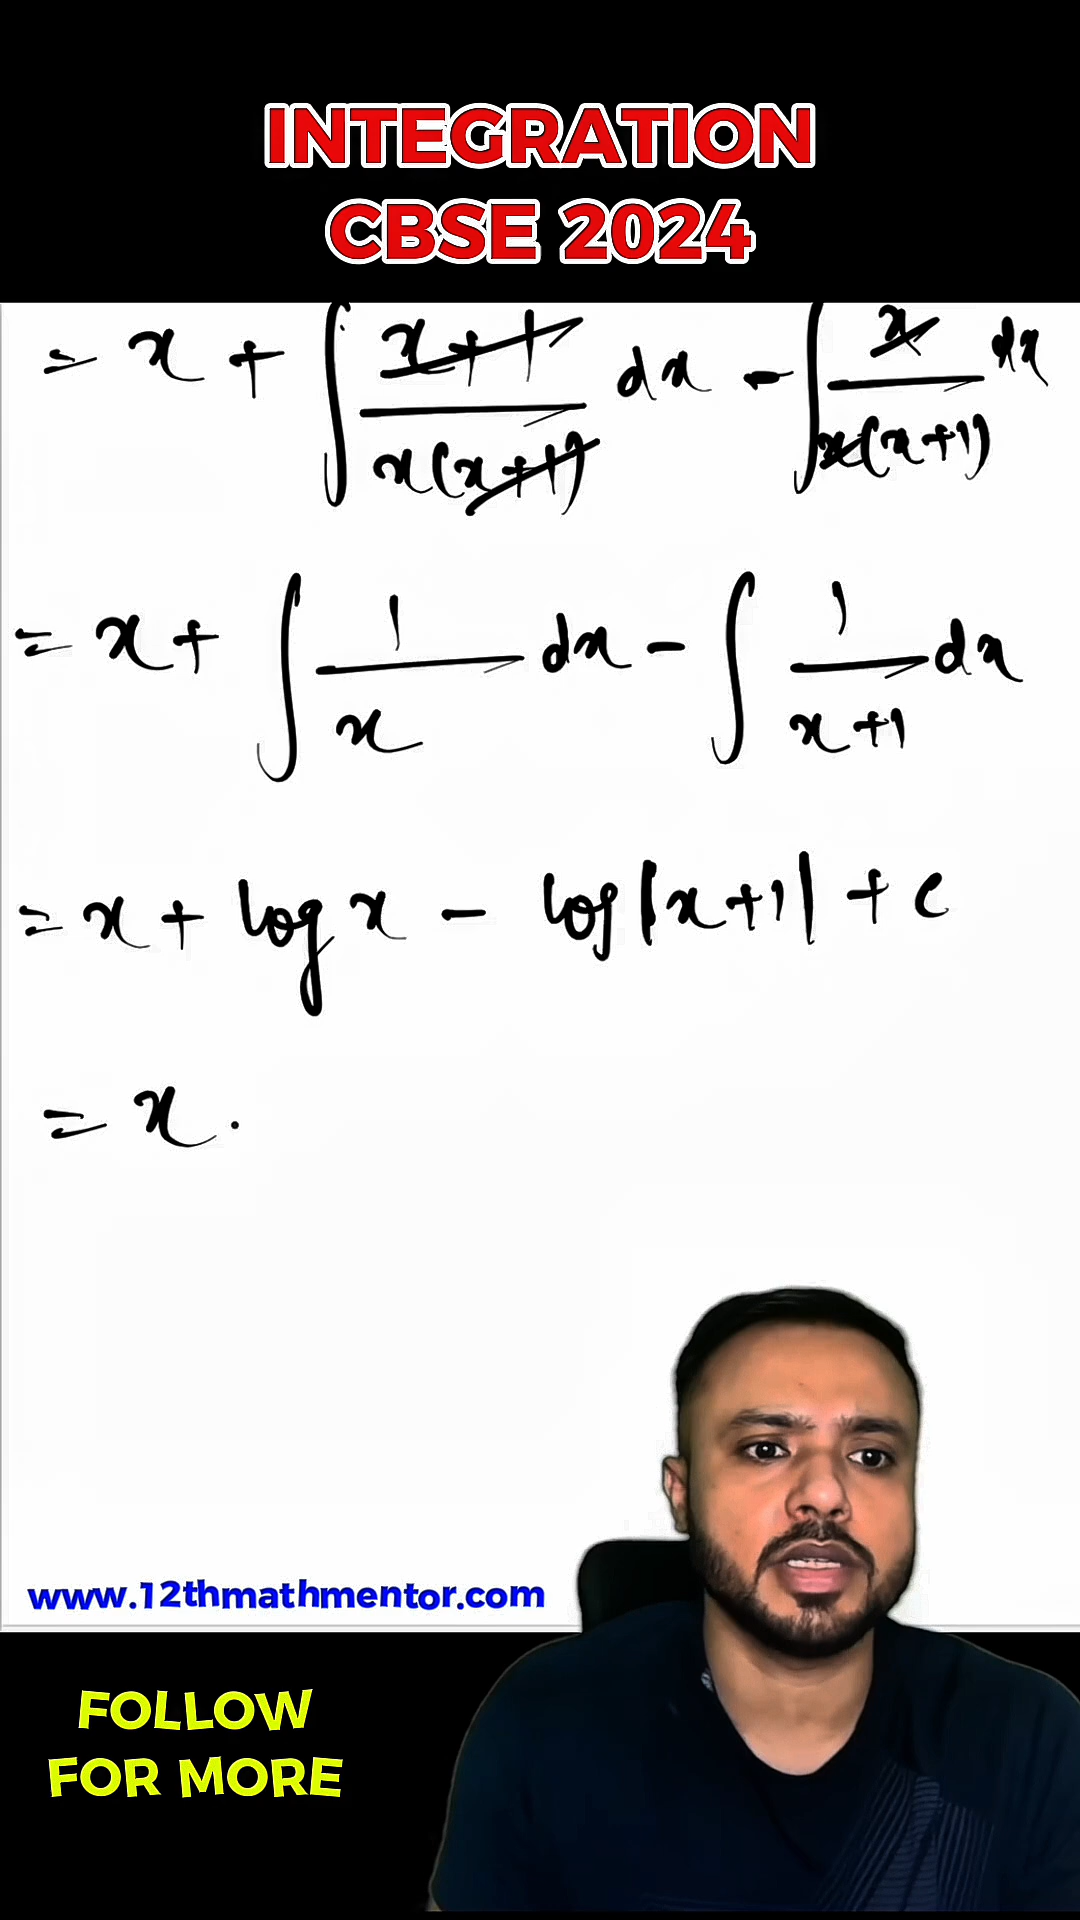 INTEGRATION
CBSE 2024
= x + ∫ x+1 / x(x+1) dx - ∫ x / x(x+1) dx
= x + ∫ 1 / x dx - ∫ 1 / x+1 dx
= x + log x - log |x+1| + c
= x .
www.12thmathmentor.com
FOLLOW
FOR MORE